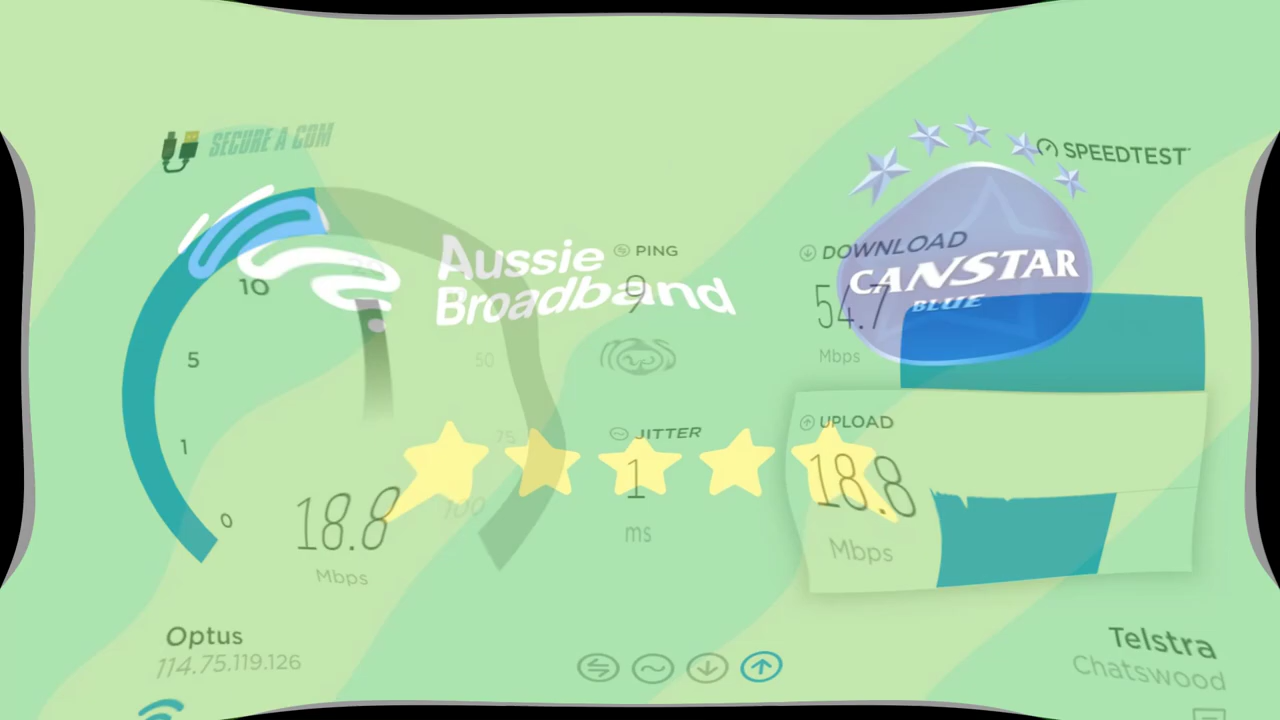 SECURE A COM
SPEEDTEST
Aussie
Broadband
PING
9
DOWNLOAD
54.7
Mbps
CANSTAR
BLUE
20
10
5
50
1
75
0
100
18.8
Mbps
JITTER
1
ms
UPLOAD
18.8
Mbps
Optus
114.75.119.126
Telstra
Chatswood